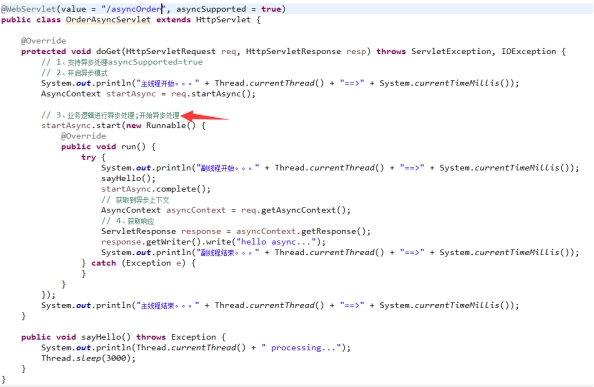 @WebServlet(value = "/asyncOrder", asyncSupported = true)
public class OrderAsyncServlet extends HttpServlet {
@Override
protected void doGet(HttpServletRequest req, HttpServletResponse resp) throws ServletException, IOException {
// 1、支持异步处理asyncSupported=true
// 2、开启异步模式
System.out.println("主线程开始。。。" + Thread.currentThread() + "==>" + System.currentTimeMillis());
AsyncContext startAsync = req.startAsync();
// 3、业务逻辑进行异步处理;开始异步处理
startAsync.start(new Runnable() {
@Override
public void run() {
try {
System.out.println("副线程开始。。。" + Thread.currentThread() + "==>" + System.currentTimeMillis());
sayHello();
startAsync.complete();
// 获取到异步上下文
AsyncContext asyncContext = req.getAsyncContext();
// 4、获取响应
ServletResponse response = asyncContext.getResponse();
response.getWriter().write("hello async...");
System.out.println("副线程结束。。。" + Thread.currentThread() + "==>" + System.currentTimeMillis());
} catch (Exception e) {
}
}
});
System.out.println("主线程结束。。。" + Thread.currentThread() + "==>" + System.currentTimeMillis());
}
public void sayHello() throws Exception {
System.out.println(Thread.currentThread() + " processing...");
Thread.sleep(3000);
}
}